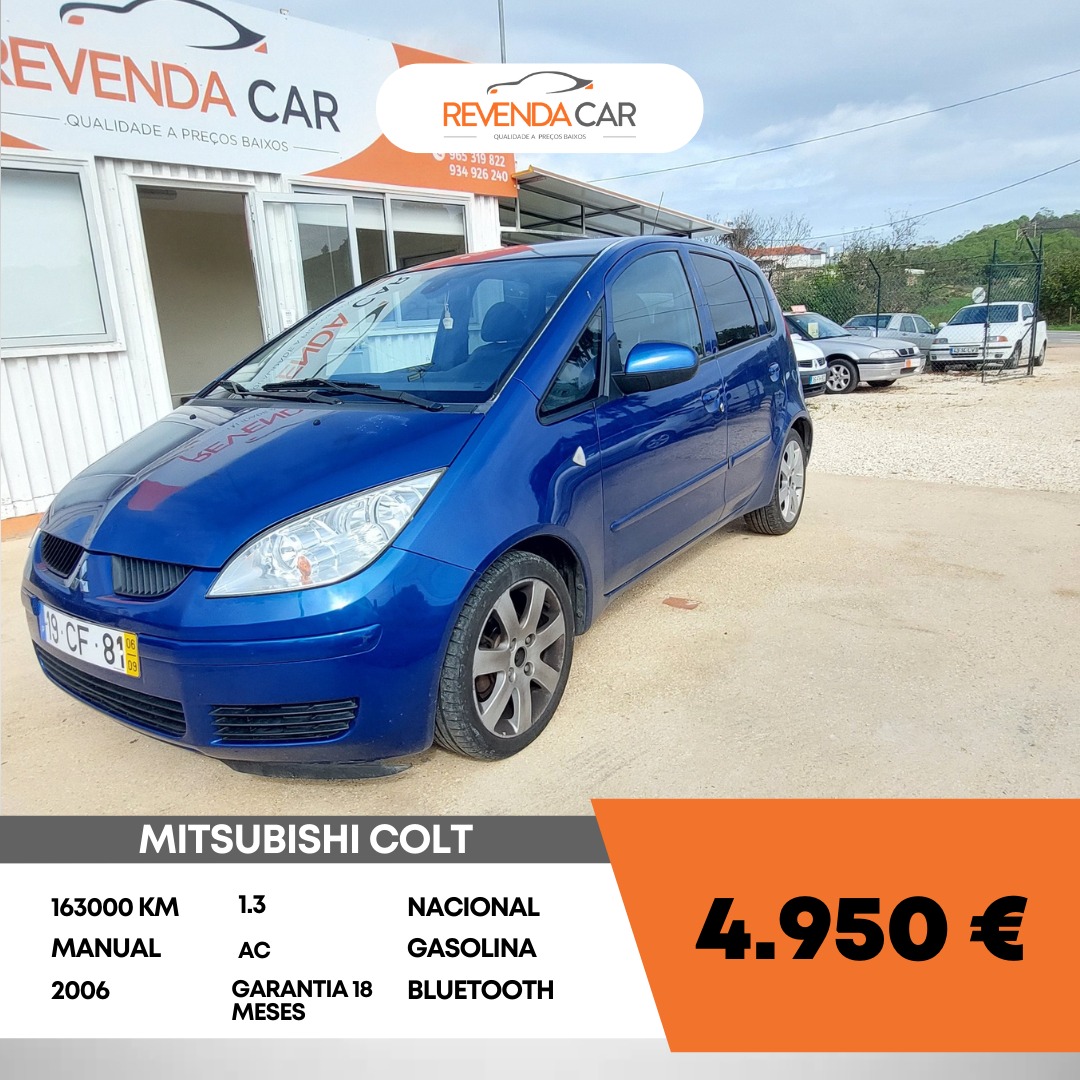 REVENDA CAR
QUALIDADE A PREÇOS BAIXOS
965 319 822
934 926 240
REVENDA CAR
QUALIDADE A PREÇOS BAIXOS
19·CF·81
06
09
MITSUBISHI COLT
163000 KM
1.3
NACIONAL
MANUAL
AC
GASOLINA
2006
GARANTIA 18
MESES
BLUETOOTH
4.950 €